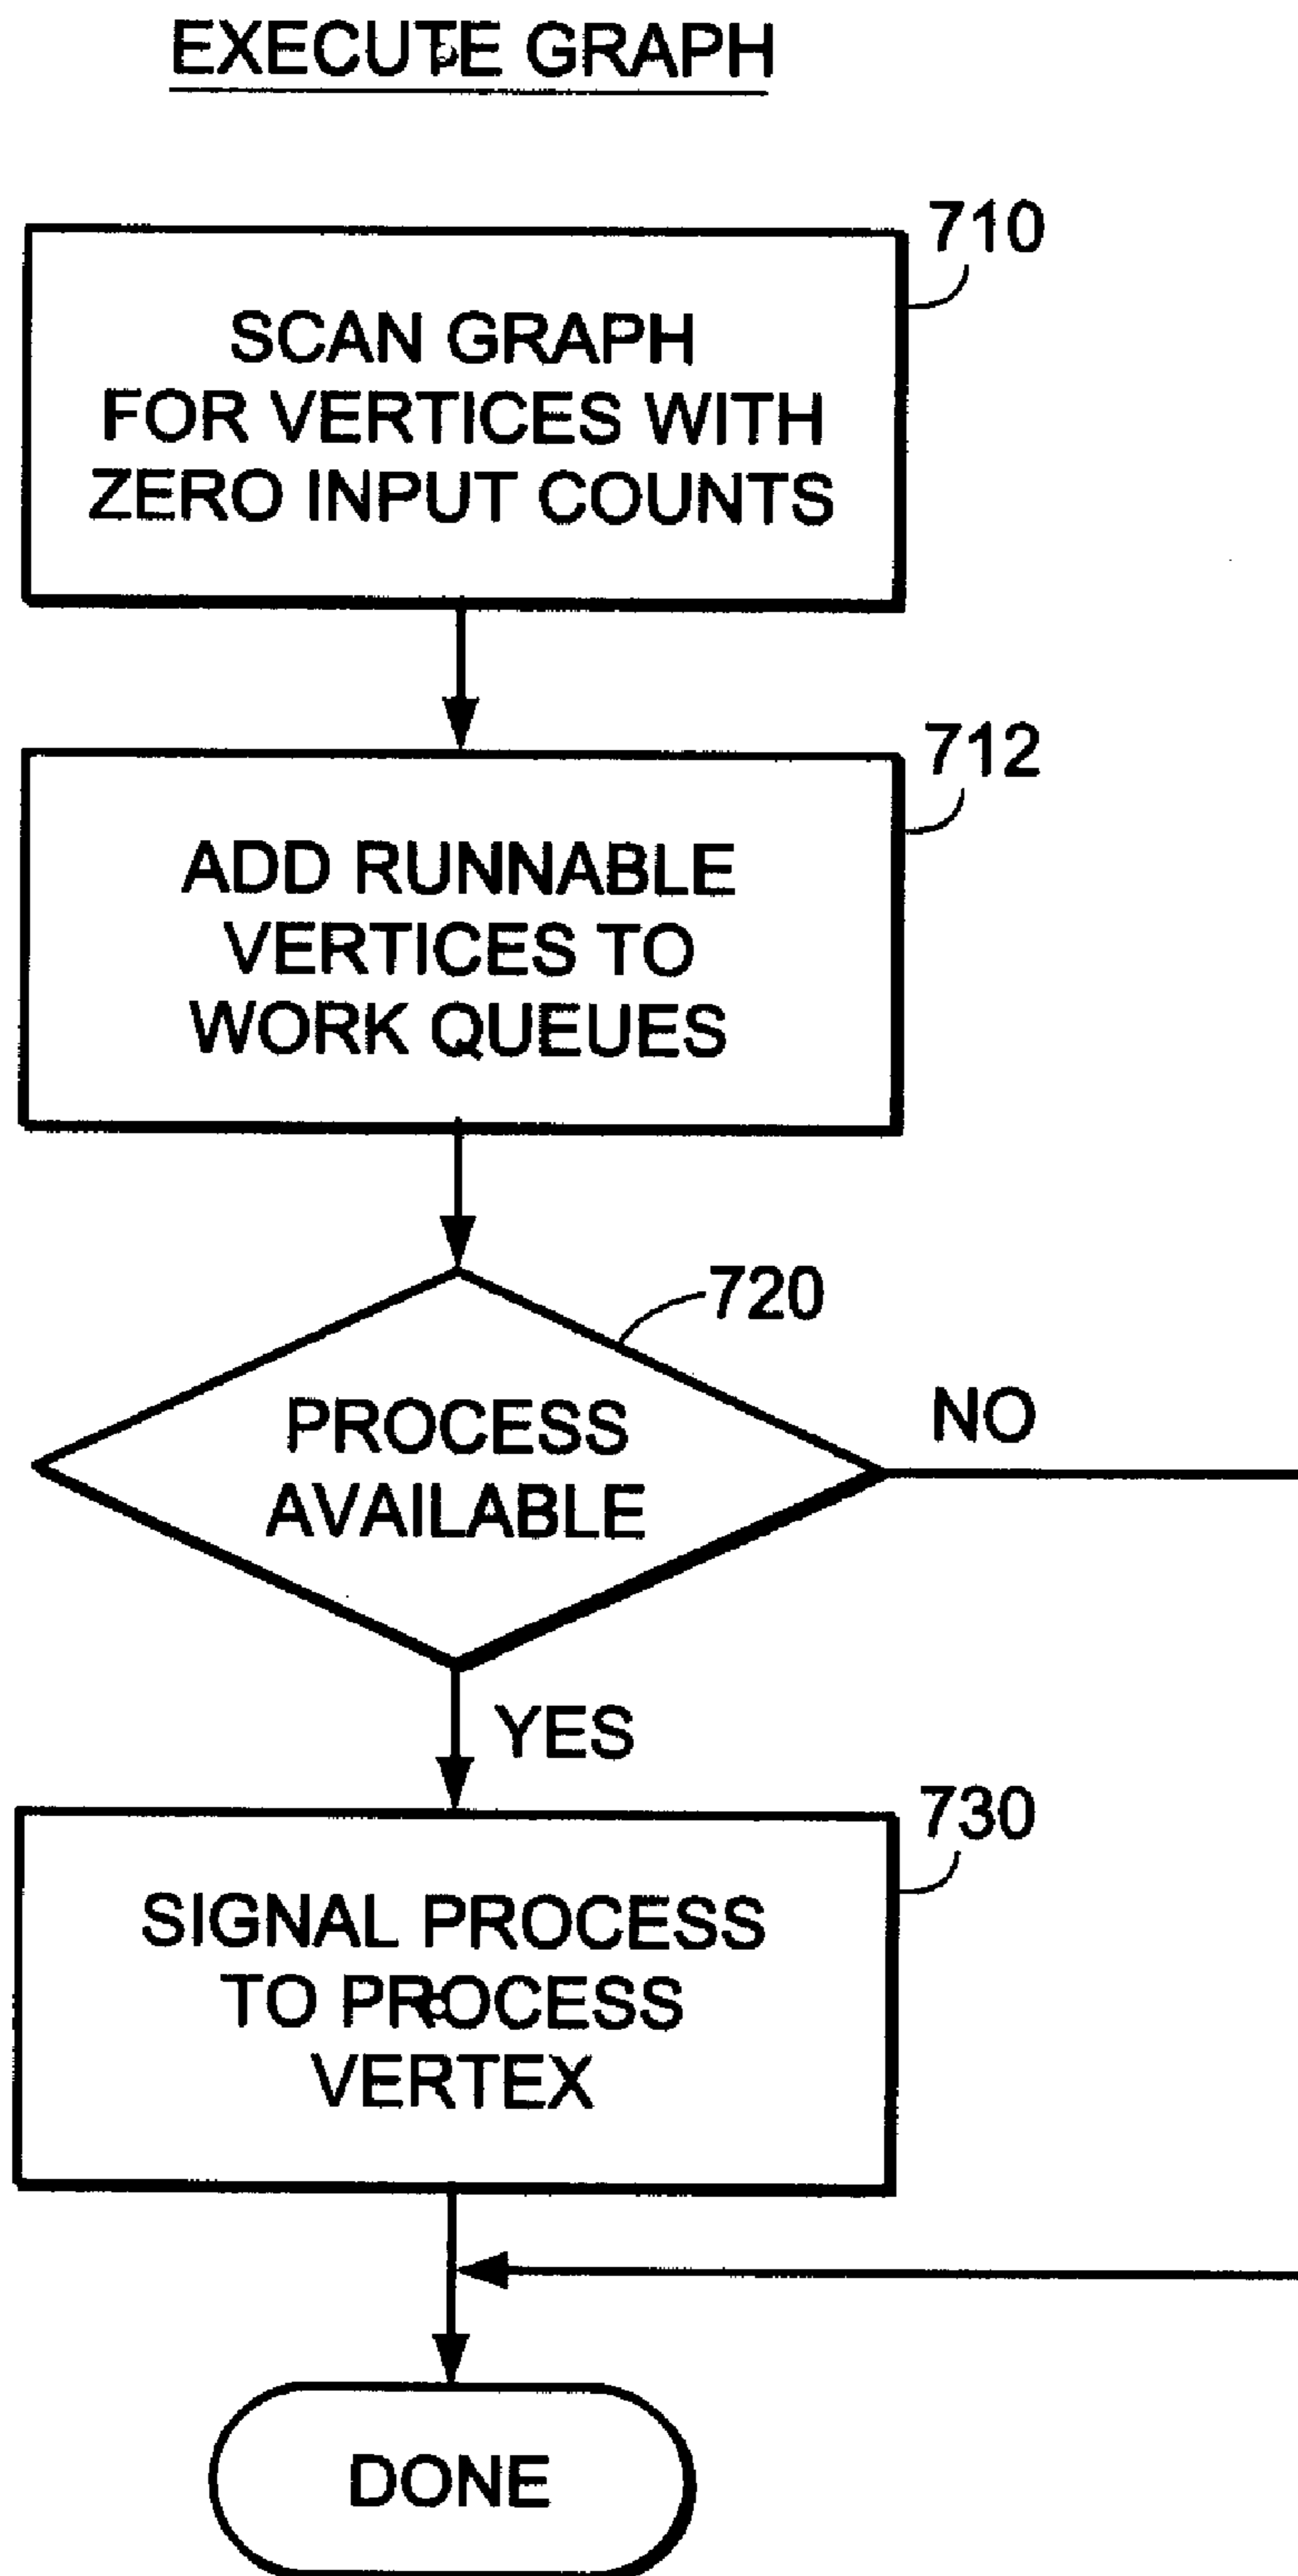 EXECUTE GRAPH
710
SCAN GRAPH
FOR VERTICES WITH
ZERO INPUT COUNTS
712
ADD RUNNABLE
VERTICES TO
WORK QUEUES
720
PROCESS
AVAILABLE
NO
YES
730
SIGNAL PROCESS
TO PROCESS
VERTEX
DONE